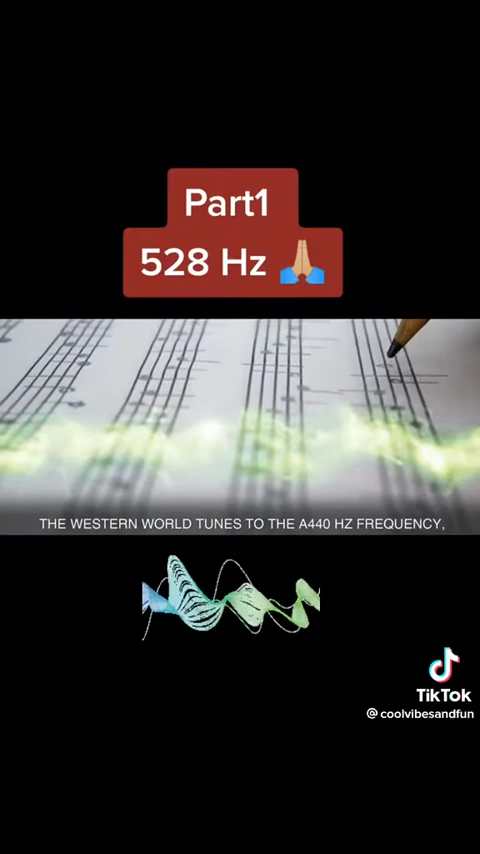 Part1
528 Hz 🙏🏼
THE WESTERN WORLD TUNES TO THE A440 HZ FREQUENCY,
TikTok
@coolvibesandfun